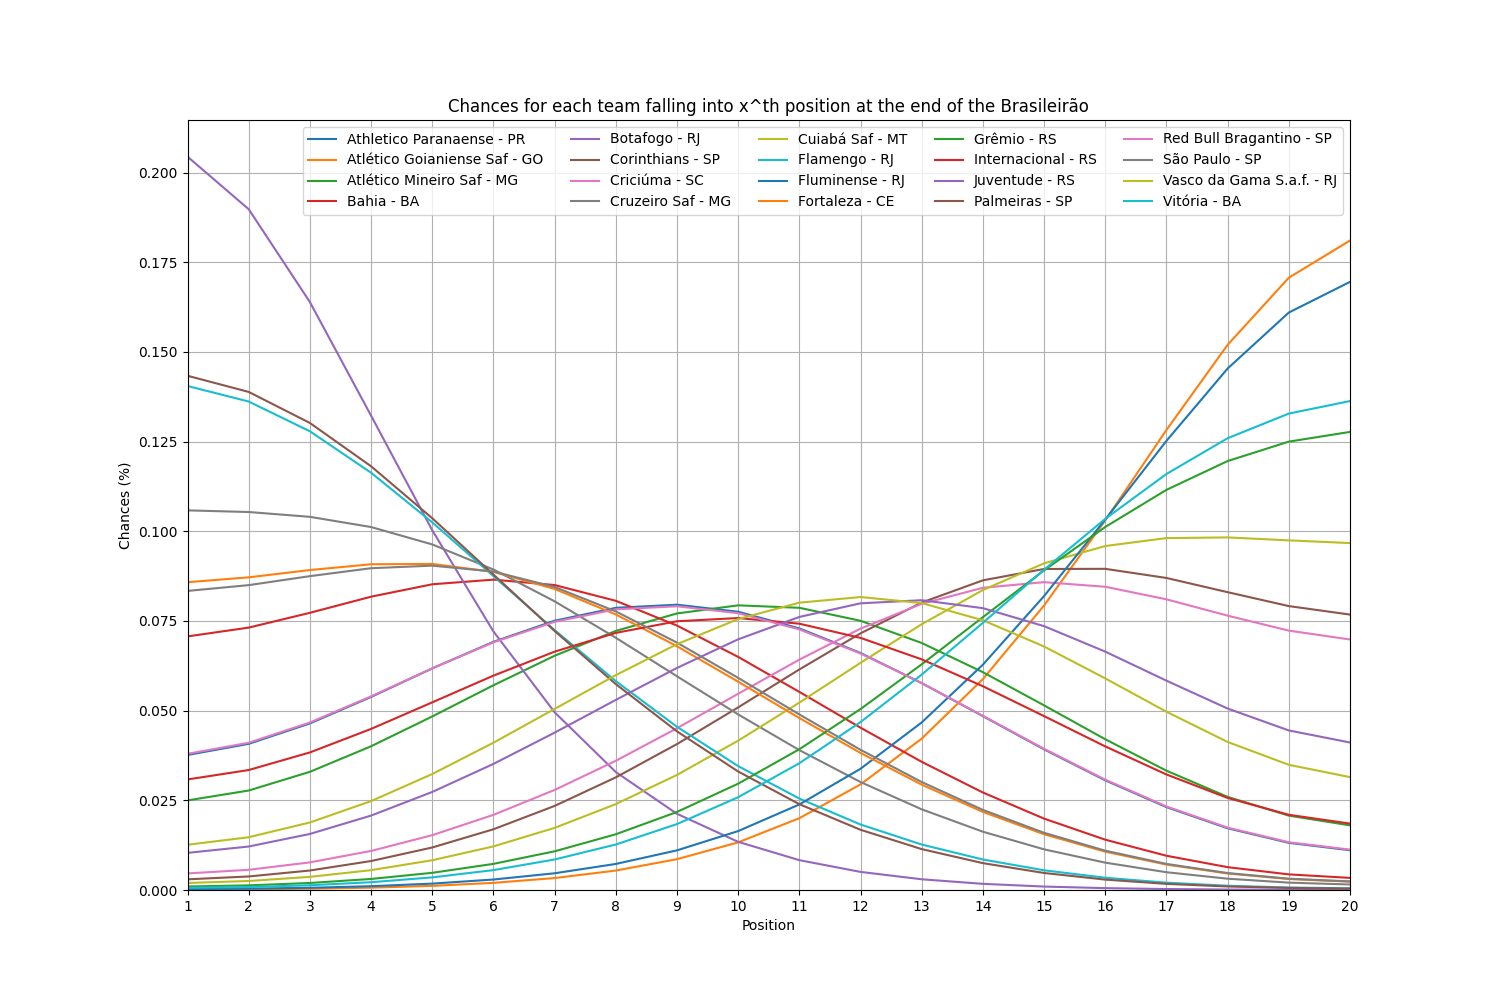 Chances for each team falling into x^th position at the end of the Brasileirão
Athletico Paranaense - PR
Atlético Goianiense Saf - GO
Atlético Mineiro Saf - MG
Bahia - BA
Botafogo - RJ
Corinthians - SP
Criciúma - SC
Cruzeiro Saf - MG
Cuiabá Saf - MT
Flamengo - RJ
Fluminense - RJ
Fortaleza - CE
Grêmio - RS
Internacional - RS
Juventude - RS
Palmeiras - SP
Red Bull Bragantino - SP
São Paulo - SP
Vasco da Gama S.a.f. - RJ
Vitória - BA
Chances (%)
0.200
0.175
0.150
0.125
0.100
0.075
0.050
0.025
0.000
1 2 3 4 5 6 7 8 9 10 11 12 13 14 15 16 17 18 19 20
Position